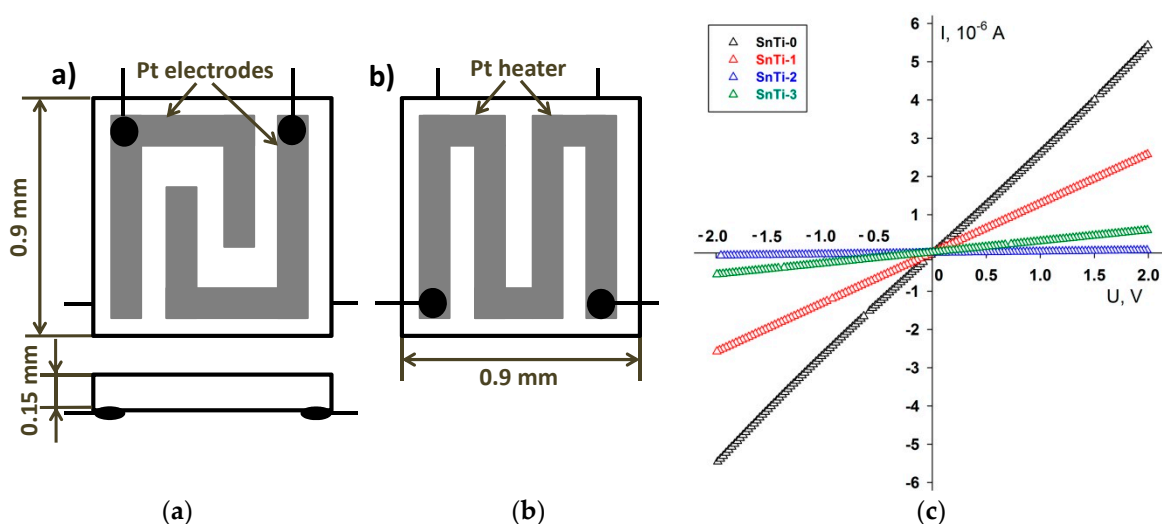 a)
Pt electrodes
0.9 mm
0.15 mm
b)
Pt heater
0.9 mm
SnTi-0
SnTi-1
SnTi-2
SnTi-3
I, 10⁻⁶ A
6
5
4
3
2
1
-2.0 -1.5 -1.0 -0.5
0 0.5 1.0 1.5 2.0
U, V
-1
-2
-3
-4
-5
-6
(a) (b) (c)